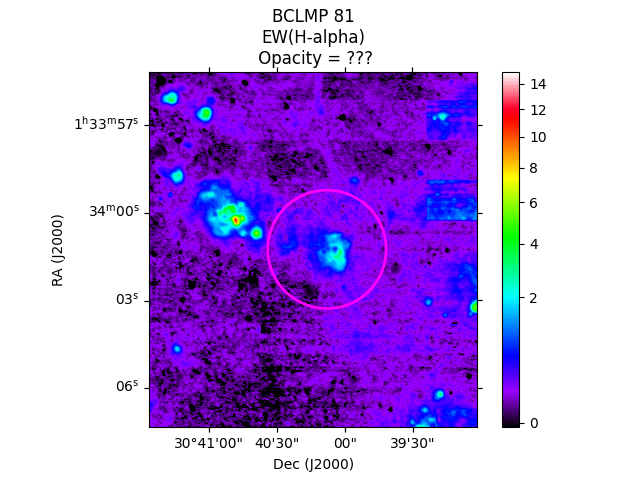 BCLMP 81
EW(H-alpha)
Opacity = ???
14
12
10
8
6
4
2
0
1ʰ33ᵐ57ˢ
34ᵐ00ˢ
03ˢ
06ˢ
RA (J2000)
30°41'00" 40'30" 00" 39'30"
Dec (J2000)